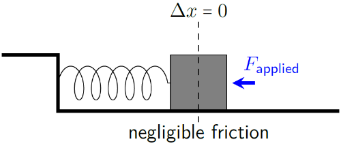 Δx = 0
F_applied
negligible friction